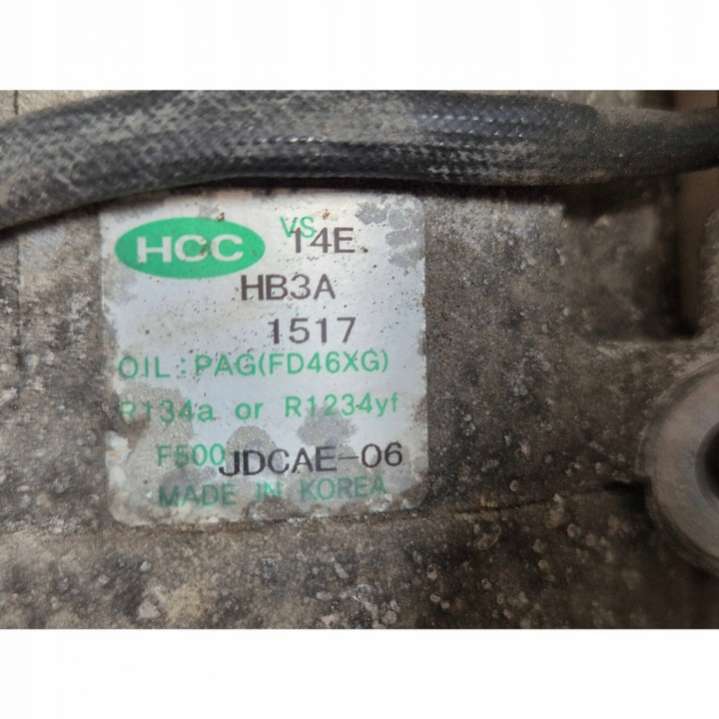 HCC VS 14E.
HB3A
1517
OIL : PAG(FD46XG)
R134a or R1234yf
F500 JDCAE-06
MADE IN KOREA